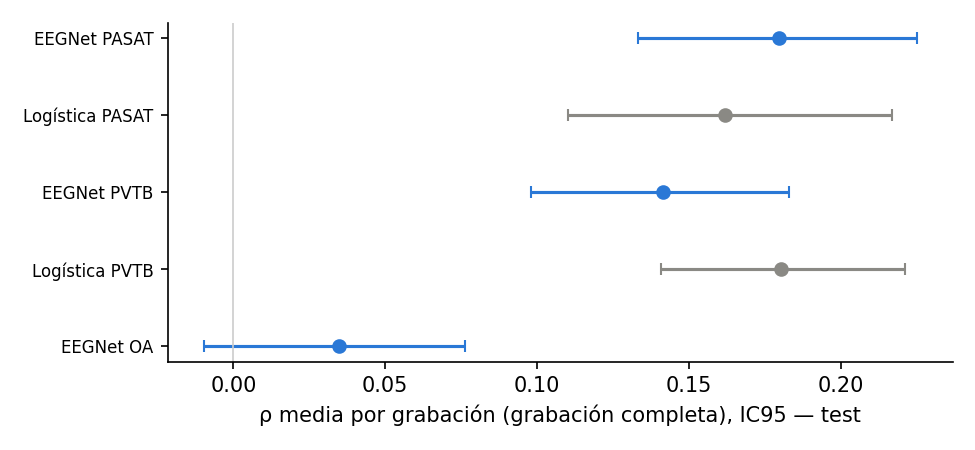 EEGNet PASAT
Logística PASAT
EEGNet PVTB
Logística PVTB
EEGNet OA
0.00 0.05 0.10 0.15 0.20
ρ media por grabación (grabación completa), IC95 — test